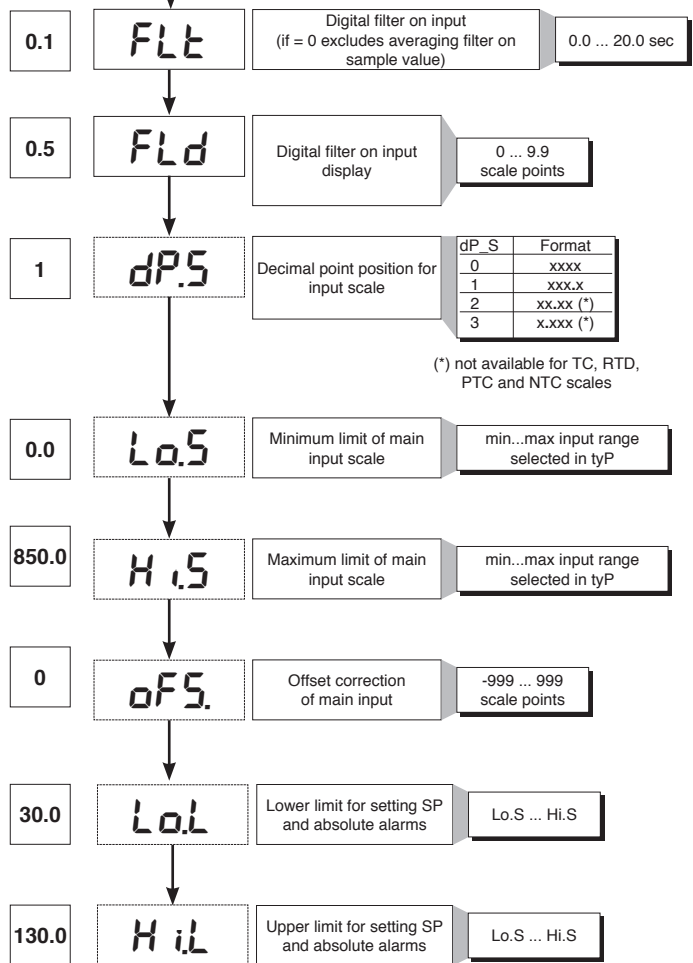 0.1
FLt
Digital filter on input
(if = 0 excludes averaging filter on
sample value)
0.0 ... 20.0 sec
0.5
FLd
Digital filter on input
display
0 ... 9.9
scale points
1
dP.S
Decimal point position for
input scale
dP_S Format
0 xxxx
1 xxx.x
2 xx.xx (*)
3 x.xxx (*)
(*) not available for TC, RTD,
PTC and NTC scales
0.0
Lo.S
Minimum limit of main
input scale
min...max input range
selected in tyP
850.0
Hi.S
Maximum limit of main
input scale
min...max input range
selected in tyP
0
oFS.
Offset correction
of main input
-999 ... 999
scale points
30.0
Lo.L
Lower limit for setting SP
and absolute alarms
Lo.S ... Hi.S
130.0
Hi.L
Upper limit for setting SP
and absolute alarms
Lo.S ... Hi.S